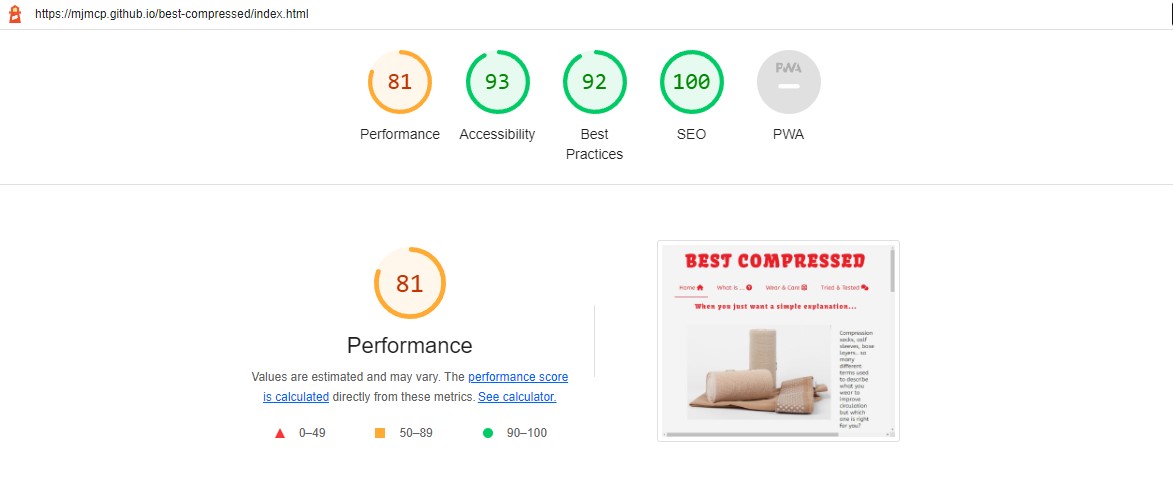 https://mjmcp.github.io/best-compressed/index.html
81
93
92
100
PWA
Performance
Accessibility
Best
Practices
SEO
PWA
81
Performance
Values are estimated and may vary. The performance score
is calculated directly from these metrics. See calculator.
0–49
50–89
90–100
BEST COMPRESSED
Home
What is ...
Wear & Care
Tried & Tested
When you just want a simple explanation...
Compression
socks, calf
sleeves, base
layers.. so
many
different
terms used
to describe
what you
wear to
improve
circulation
but which
one is right
for you?